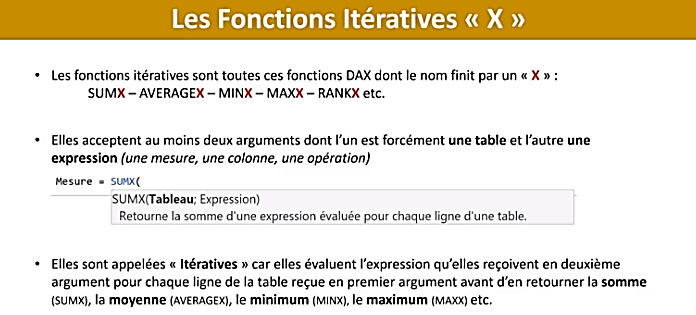 Les Fonctions Itératives « X »
• Les fonctions itératives sont toutes ces fonctions DAX dont le nom finit par un « X » :
SUMX – AVERAGEX – MINX – MAXX – RANKX etc.
• Elles acceptent au moins deux arguments dont l'un est forcément une table et l'autre une
expression (une mesure, une colonne, une opération)
Mesure = SUMX(
SUMX(Tableau; Expression)
Retourne la somme d'une expression évaluée pour chaque ligne d'une table.
• Elles sont appelées « Itératives » car elles évaluent l'expression qu'elles reçoivent en deuxième
argument pour chaque ligne de la table reçue en premier argument avant d'en retourner la somme
(SUMX), la moyenne (AVERAGEX), le minimum (MINX), le maximum (MAXX) etc.